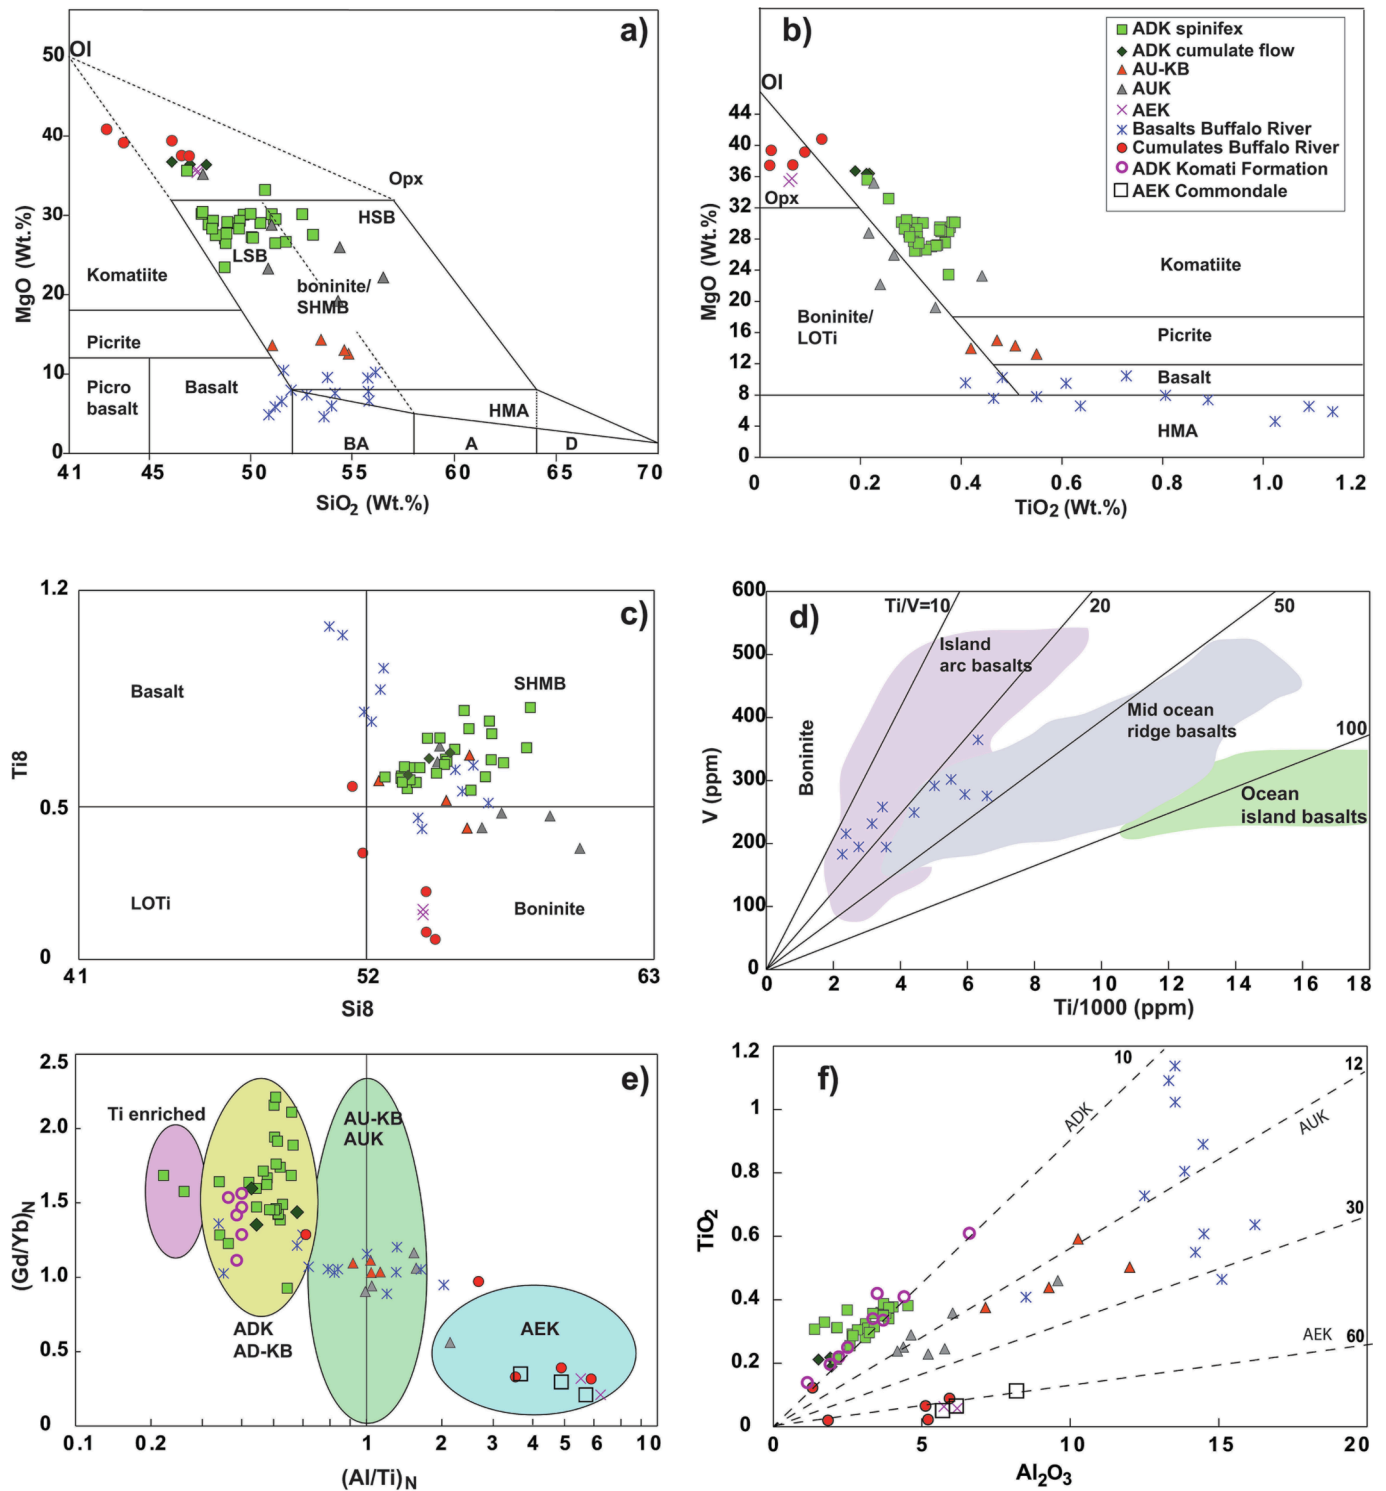 a)
50
Ol
40
Opx
30
HSB
LSB
Komatiite
boninite/
SHMB
20
MgO (Wt.%)
Picrite
10
Picro
basalt
Basalt
HMA
0
BA
A
D
41
45
50
55
60
65
70
SiO2 (Wt.%)
b)
ADK spinifex
ADK cumulate flow
AU-KB
AUK
AEK
Basalts Buffalo River
Cumulates Buffalo River
ADK Komati Formation
AEK Commondale
Ol
44
40
36
Opx
32
28
Komatiite
24
20
Boninite/
LOTi
16
Picrite
12
Basalt
8
HMA
4
0
MgO (Wt.%)
0
0.2
0.4
0.6
0.8
1.0
1.2
TiO2 (Wt.%)
c)
1.2
Basalt
SHMB
Ti8
0.5
LOTi
Boninite
0
41
52
63
Si8
d)
600
Ti/V=10
20
50
Island
arc basalts
500
Mid ocean
ridge basalts
400
100
Boninite
V (ppm)
300
Ocean
island basalts
200
100
0
0
2
4
6
8
10
12
14
16
18
Ti/1000 (ppm)
e)
2.5
Ti enriched
AU-KB
AUK
2.0
1.5
(Gd/Yb)N
1.0
ADK
AD-KB
AEK
0.5
0
0.1
0.2
1
2
3
4
5
6
10
(Al/Ti)N
f)
1.2
10
12
ADK
AUK
1.0
0.8
30
TiO2
0.6
0.4
AEK
60
0.2
0
0
5
10
15
20
Al2O3